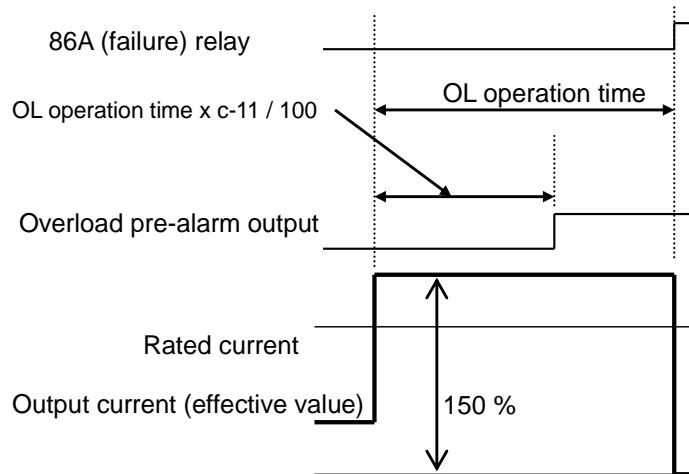 86A (failure) relay
OL operation time
OL operation time x c-11 / 100
Overload pre-alarm output
Rated current
Output current (effective value)
150 %